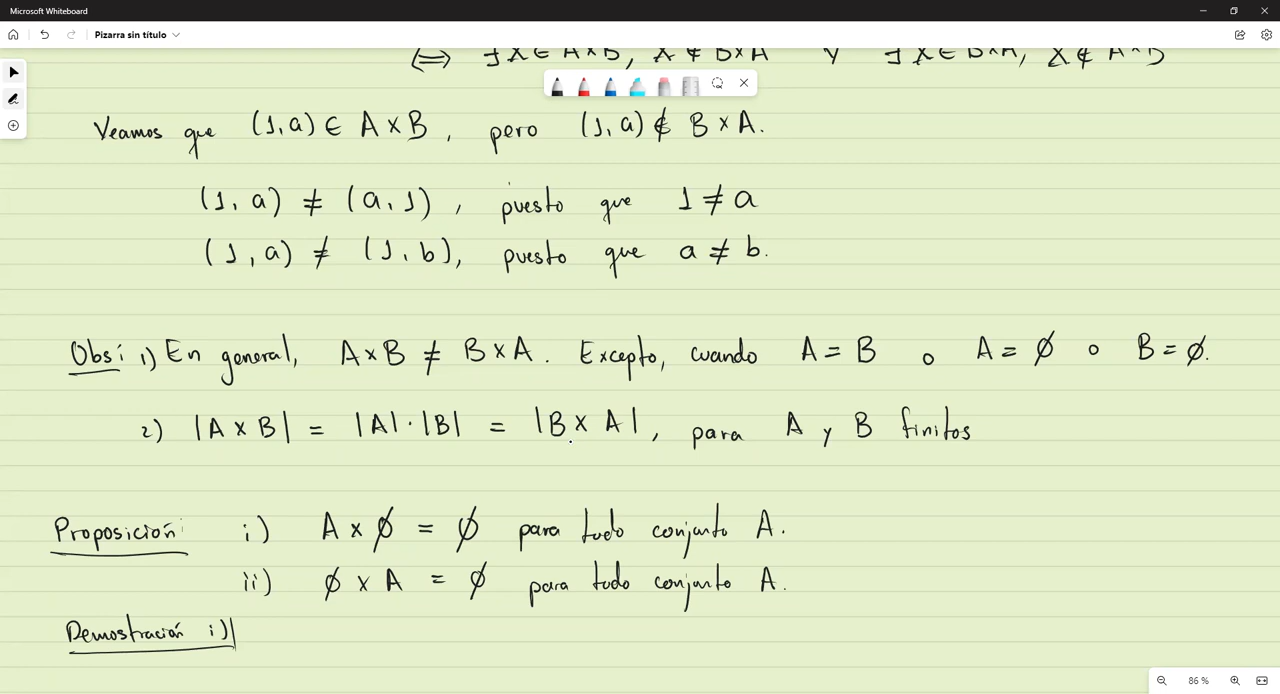 Microsoft Whiteboard
Pizarra sin título
⟺ ∃ x ∈ A × B, x ∉ B × A y ∃ x ∈ B × A, x ∉ A × B
Veamos que (1, a) ∈ A × B, pero (1, a) ∉ B × A.
(1, a) ≠ (a, 1), puesto que 1 ≠ a
(1, a) ≠ (1, b), puesto que a ≠ b.
Obs: 1) En general, A × B ≠ B × A. Excepto, cuando A = B o A = ∅ o B = ∅.
2) |A × B| = |A| · |B| = |B × A|, para A y B finitos
Proposición: i) A × ∅ = ∅ para todo conjunto A.
ii) ∅ × A = ∅ para todo conjunto A.
Demostración i)|
86 %